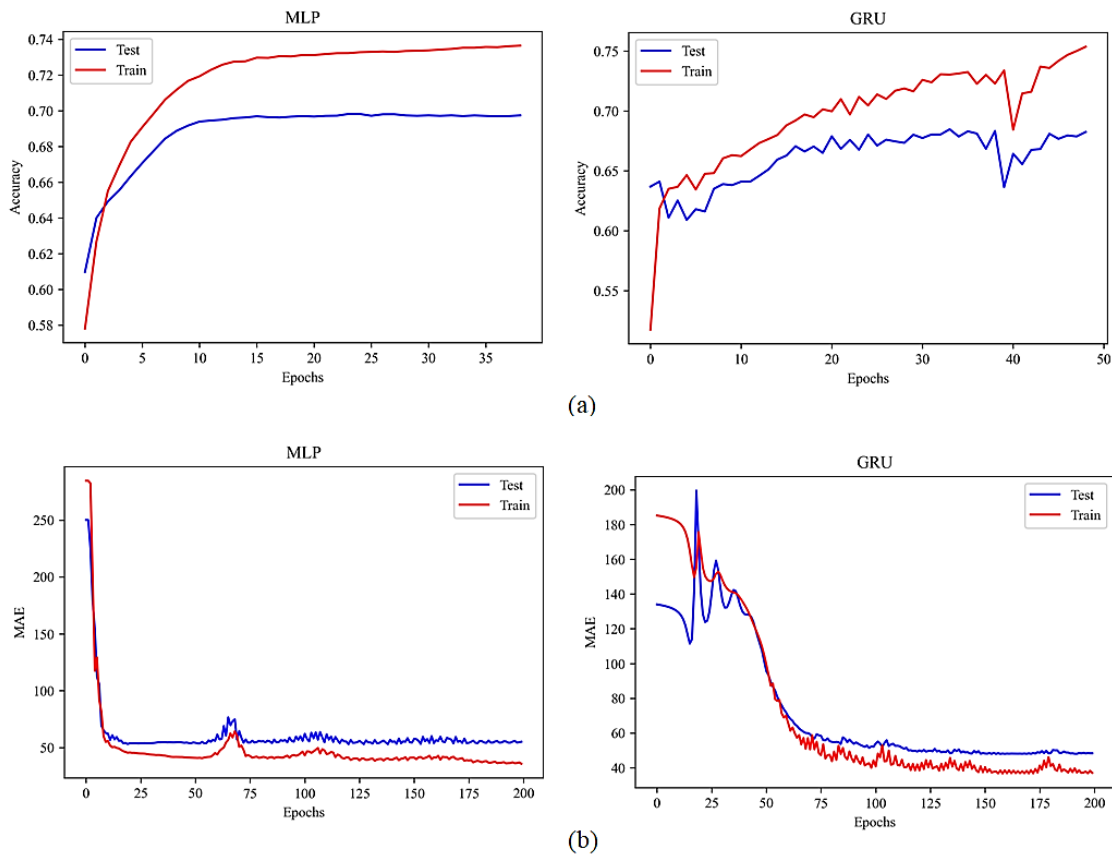 MLP
Test
Train
0.74
0.72
0.70
0.68
0.66
0.64
0.62
0.60
0.58
Accuracy
0 5 10 15 20 25 30 35
Epochs
GRU
Test
Train
0.75
0.70
0.65
0.60
0.55
Accuracy
0 10 20 30 40 50
Epochs
(a)
MLP
Test
Train
250
200
150
100
50
MAE
0 25 50 75 100 125 150 175 200
Epochs
GRU
Test
Train
200
180
160
140
120
100
80
60
40
MAE
0 25 50 75 100 125 150 175 200
Epochs
(b)